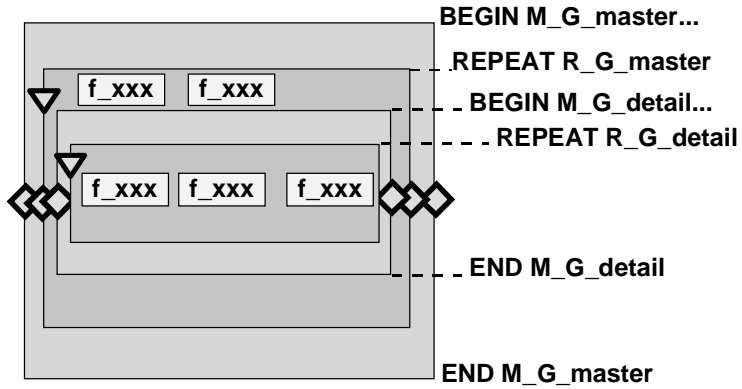 BEGIN M_G_master...
REPEAT R_G_master
f_xxx f_xxx
BEGIN M_G_detail...
REPEAT R_G_detail
f_xxx f_xxx f_xxx
END M_G_detail
END M_G_master